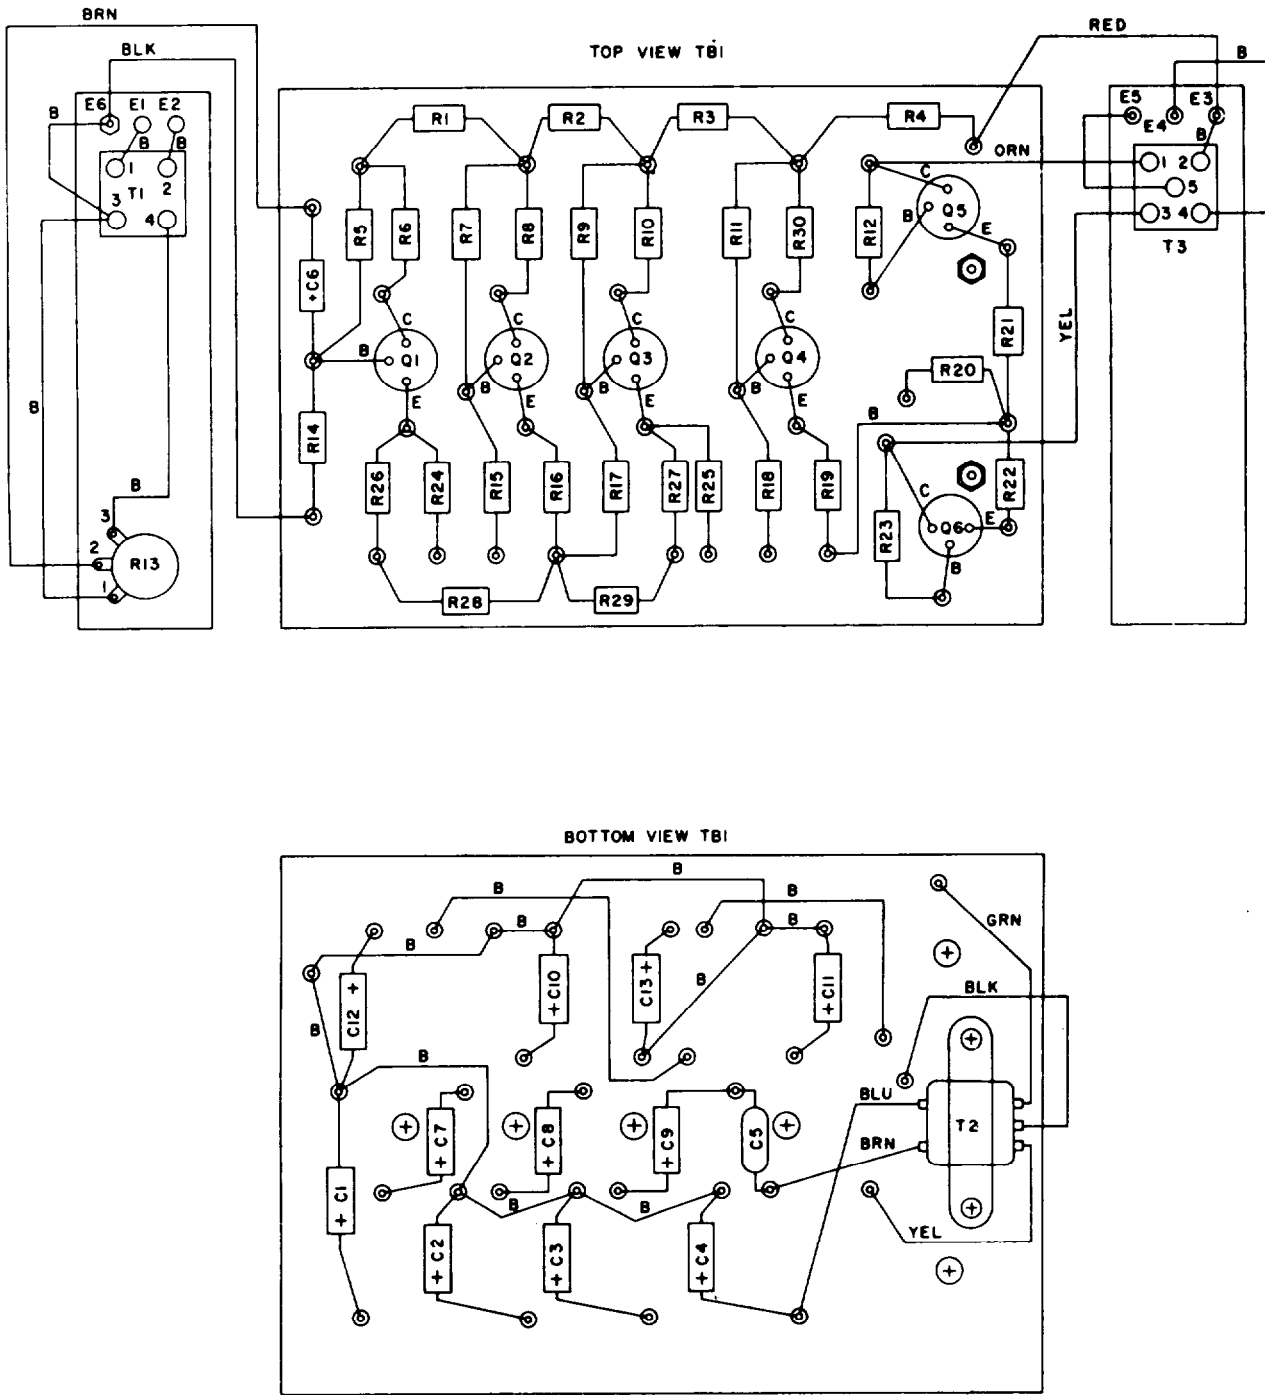 BRN
BLK
TOP VIEW TB1
RED
B
E6 E1 E2
B
B B
1 2
T1
3 4
B
B
3
2
R13
1
R1 R2 R3 R4
ORN
E5 E4 E3
B
1 2
5
3 4
T3
YEL
R5 R6 R7 R8 R9 R10 R11 R30 R12
C
B Q5
E
+C6
R21
C C C C
B Q1 Q2 Q3 Q4
B B B
E E E E
R20
B
R14
R26 R24 R15 R16 R17 R27 R25 R18 R19
R22
C
R23
Q6 E
B
R28 R29
BOTTOM VIEW TB1
B
B B
B B B
GRN
C12 +
+ C10
C13 +
B
+ C11
BLK
B
B
BLU
T2
BRN
+ C7
+ C8
+ C9
C5
+ C1
B B
YEL
+ C2
+ C3
+ C4